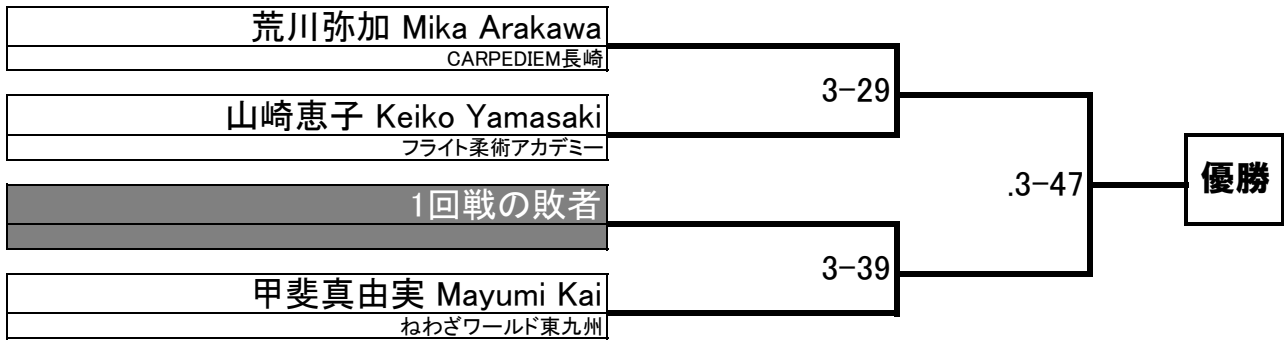 荒川弥加 Mika Arakawa
CARPEDIEM長崎
3-29
山崎恵子 Keiko Yamasaki
フライト柔術アカデミー
.3-47
優勝
1回戦の敗者
3-39
甲斐真由実 Mayumi Kai
ねわざワールド東九州